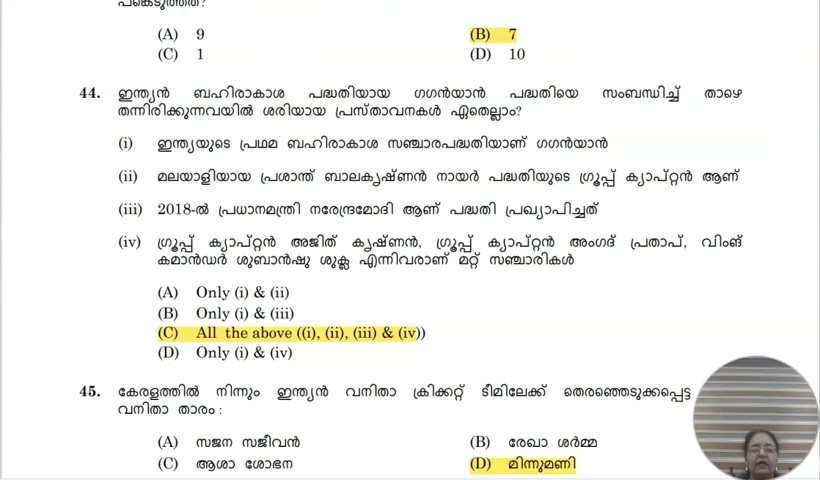 (A) 9 (B) 7
(C) 1 (D) 10
44. ഇന്ത്യൻ ബഹിരാകാശ പദ്ധതിയായ ഗഗൻയാൻ പദ്ധതിയെ സംബന്ധിച്ച് താഴെ
തന്നിരിക്കുന്നവയിൽ ശരിയായ പ്രസ്താവനകൾ ഏതെല്ലാം?
(i) ഇന്ത്യയുടെ പ്രഥമ ബഹിരാകാശ സഞ്ചാരപദ്ധതിയാണ് ഗഗൻയാൻ
(ii) മലയാളിയായ പ്രശാന്ത് ബാലകൃഷ്ണൻ നായർ പദ്ധതിയുടെ ഗ്രൂപ്പ് ക്യാപ്റ്റൻ ആണ്
(iii) 2018-ൽ പ്രധാനമന്ത്രി നരേന്ദ്രമോദി ആണ് പദ്ധതി പ്രഖ്യാപിച്ചത്
(iv) ഗ്രൂപ്പ് ക്യാപ്റ്റൻ അജിത് കൃഷ്ണൻ, ഗ്രൂപ്പ് ക്യാപ്റ്റൻ അംഗദ് പ്രതാപ്, വിംങ്
കമാൻഡർ ശുബാൻഷു ശുക്ല എന്നിവരാണ് മറ്റ് സഞ്ചാരികൾ
(A) Only (i) & (ii)
(B) Only (i) & (iii)
(C) All the above ((i), (ii), (iii) & (iv))
(D) Only (i) & (iv)
45. കേരളത്തിൽ നിന്നും ഇന്ത്യൻ വനിതാ ക്രിക്കറ്റ് ടീമിലേക്ക് തെരഞ്ഞെടുക്കപ്പെട്ട
വനിതാ താരം :
(A) സജന സജീവൻ (B) രേഖാ ശർമ്മ
(C) ആശാ ശോഭന (D) മിന്നുമണി